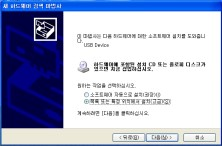 새 하드웨어 검색 마법사
이 마법사는 다음 하드웨어에 대한 소프트웨어 설치를 도와줍니다.
USB Device
하드웨어에 포함된 설치 CD 또는 플로피 디스크가
있으면 지금 삽입하십시오.
원하는 작업을 선택하십시오.
소프트웨어 자동으로 설치(권장)(I)
목록 또는 특정 위치에서 설치(고급)(S)
계속하려면 [다음]을 클릭하십시오.
< 뒤로(B) 다음(N) > 취소